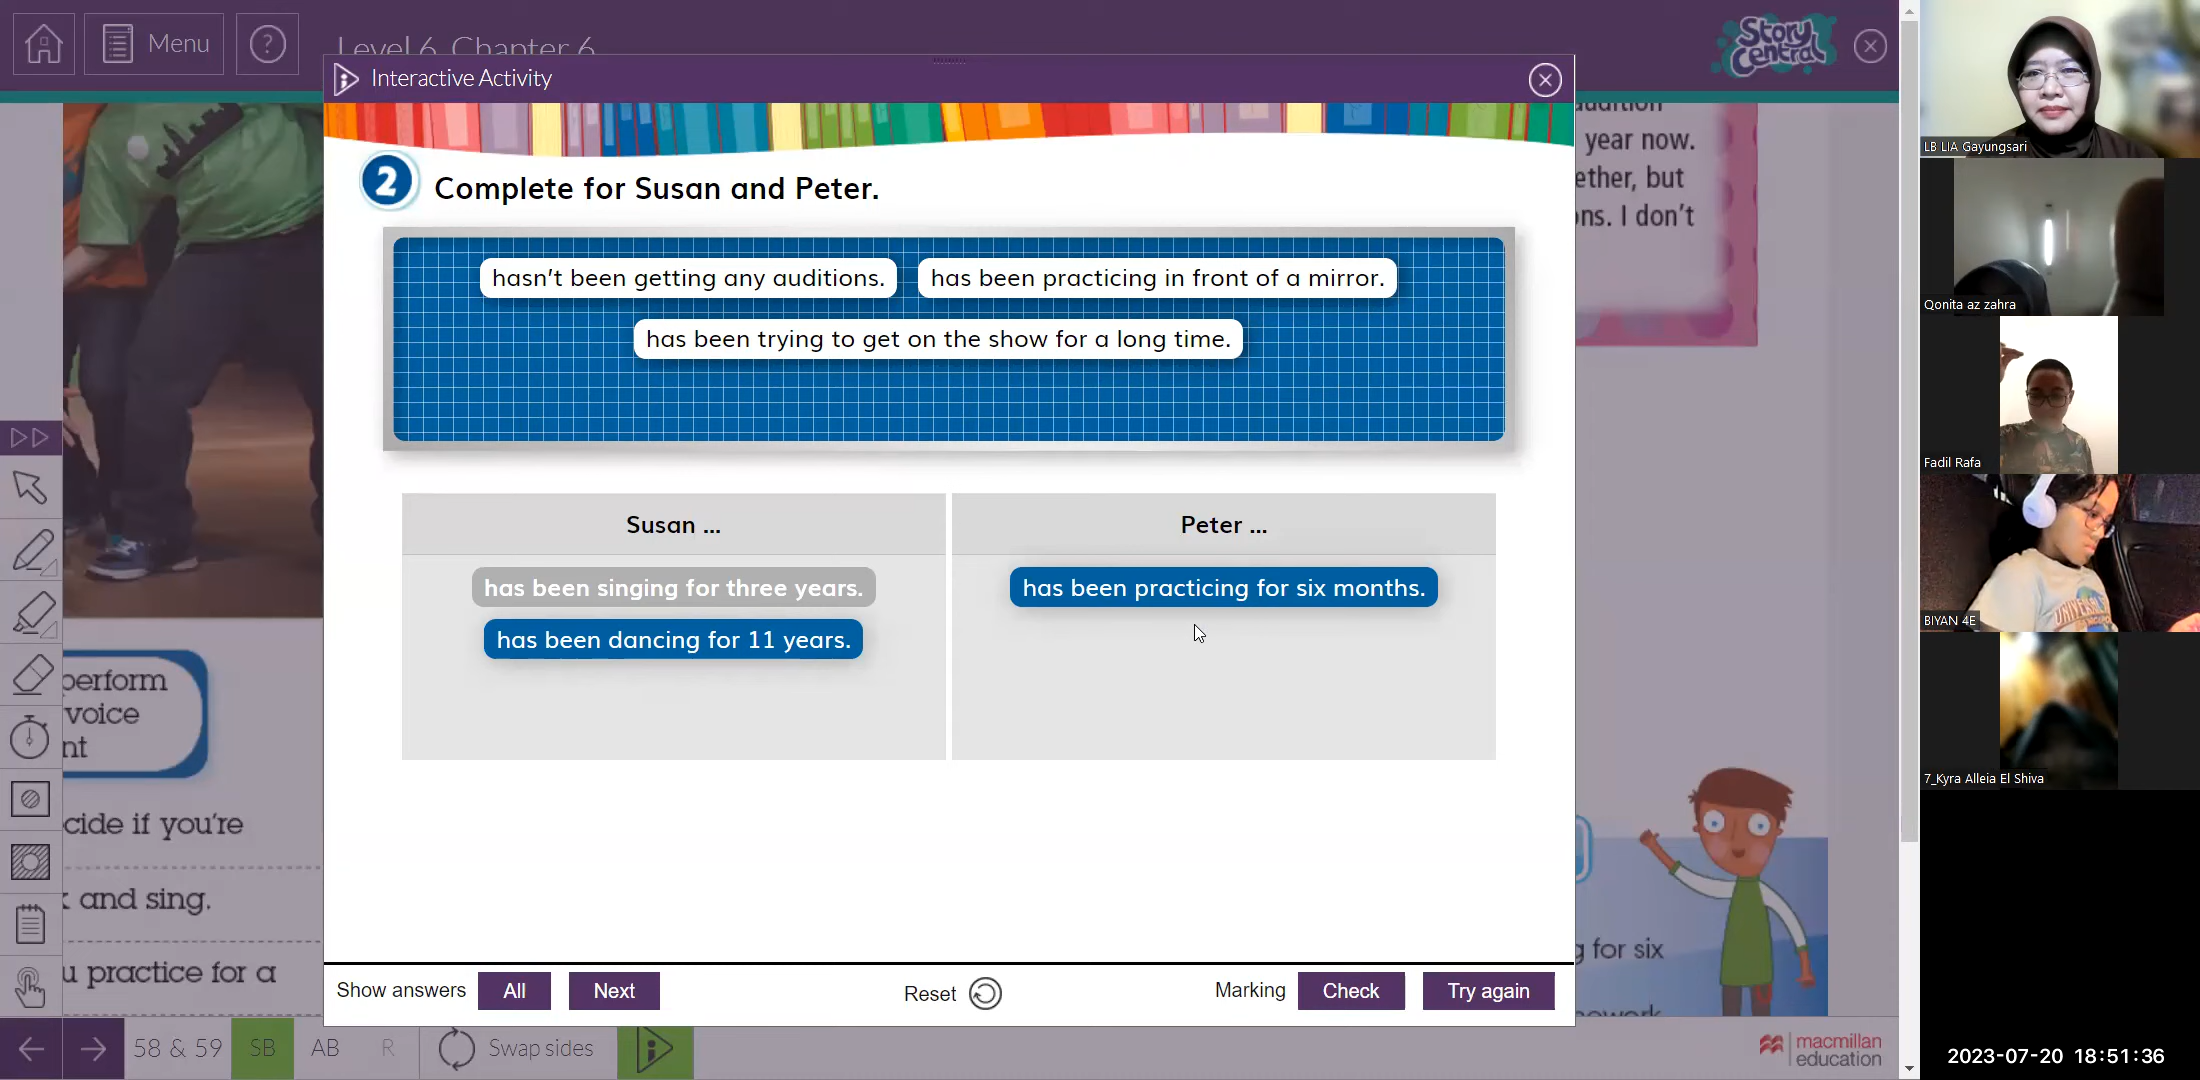 Menu
?
Level 6, Chapter 6
Story
Central
Interactive Activity
2 Complete for Susan and Peter.
hasn't been getting any auditions.
has been practicing in front of a mirror.
has been trying to get on the show for a long time.
Susan ...
Peter ...
has been singing for three years.
has been practicing for six months.
has been dancing for 11 years.
year now.
ether, but
ns. I don't
perform
voice
nt
cide if you're
and sing.
u practice for a
g for six
Show answers All Next
Reset
Marking Check Try again
58 & 59 SB AB R Swap sides
macmillan
education
LB LIA Gayungsari
Qonita az zahra
Fadil Rafa
UNIVERSAL
BIYAN 4E
7_Kyra Alleia El Shiva
2023-07-20 18:51:36